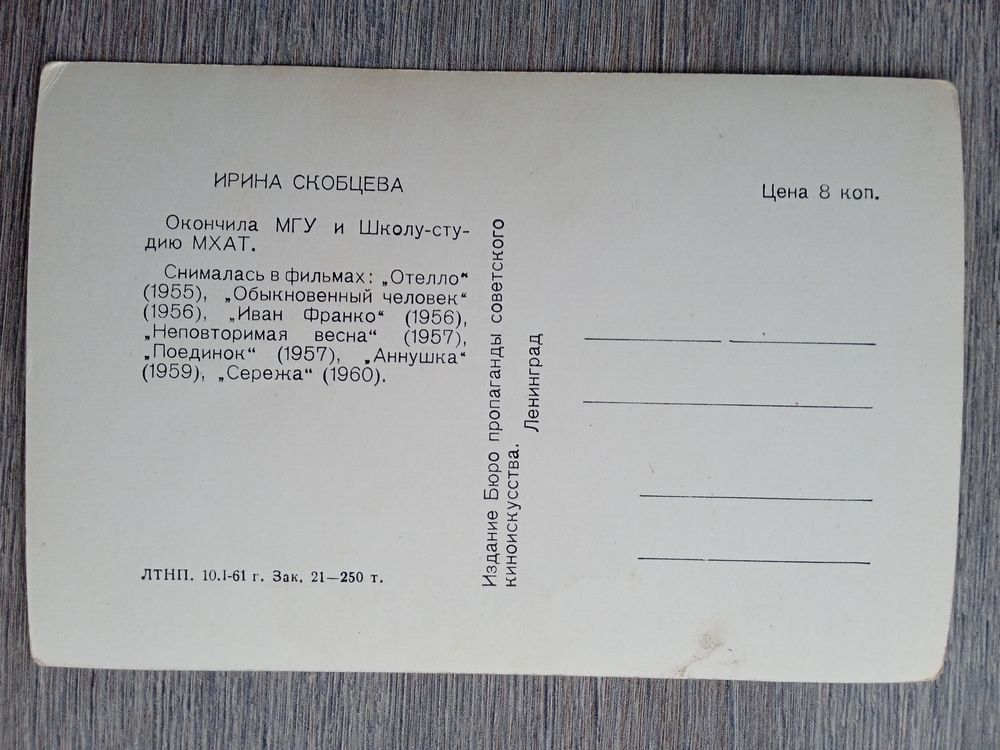 ИРИНА СКОБЦЕВА
Окончила МГУ и Школу-сту-
дию МХАТ.
Снималась в фильмах: „Отелло“
(1955), „Обыкновенный человек“
(1956), „Иван Франко“ (1956),
„Неповторимая весна“ (1957),
„Поединок“ (1957), „Аннушка“
(1959), „Сережа“ (1960).
ЛТНП. 10.I-61 г. Зак. 21—250 т.
Издание Бюро пропаганды советского
киноискусства.
Ленинград
Цена 8 коп.